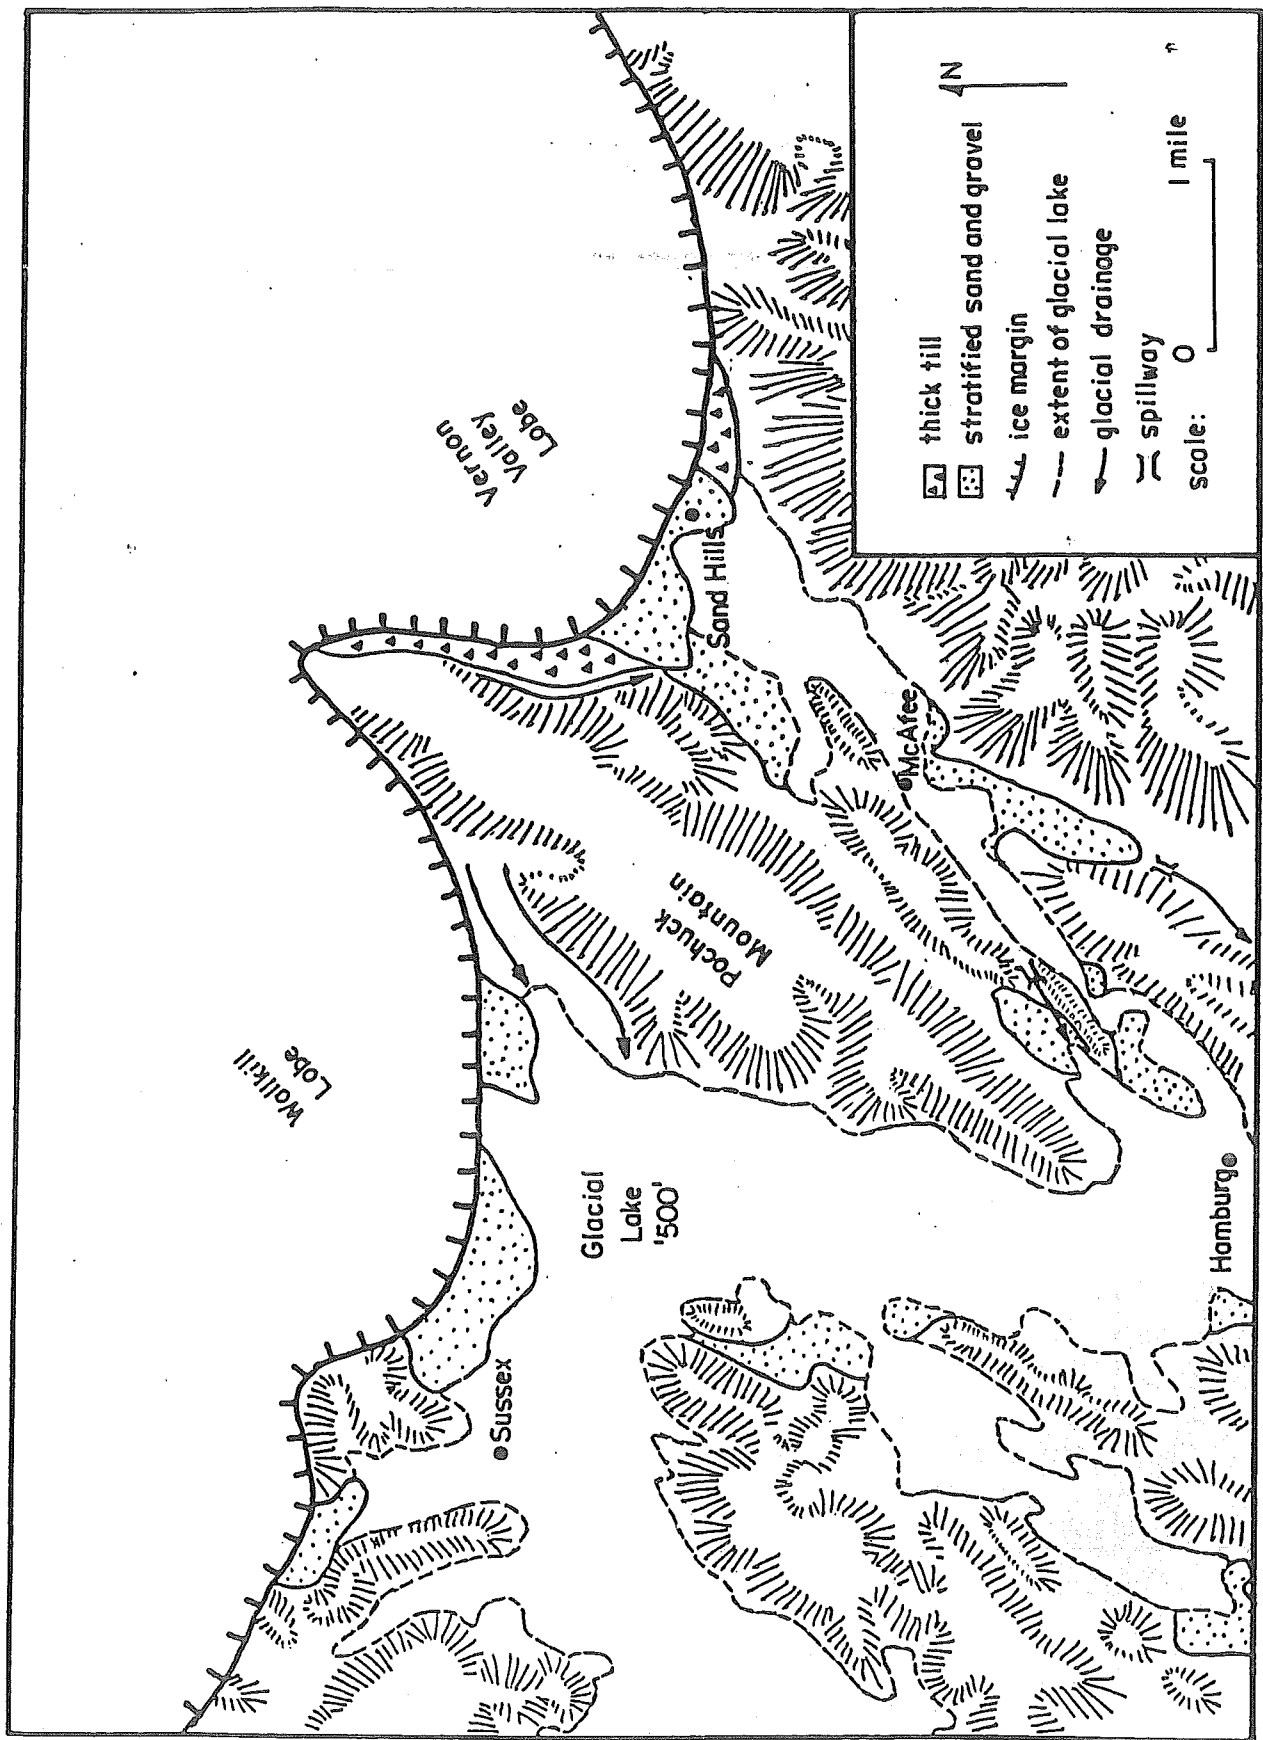 Wallkill
Lobe
Vernon
Valley
Lobe
Sussex
Glacial
Lake
'500'
Pochuck
Mountain
Sand Hills
McAfee
Hamburg
thick till
stratified sand and gravel
ice margin
extent of glacial lake
glacial drainage
spillway
scale:
0
1 mile
N